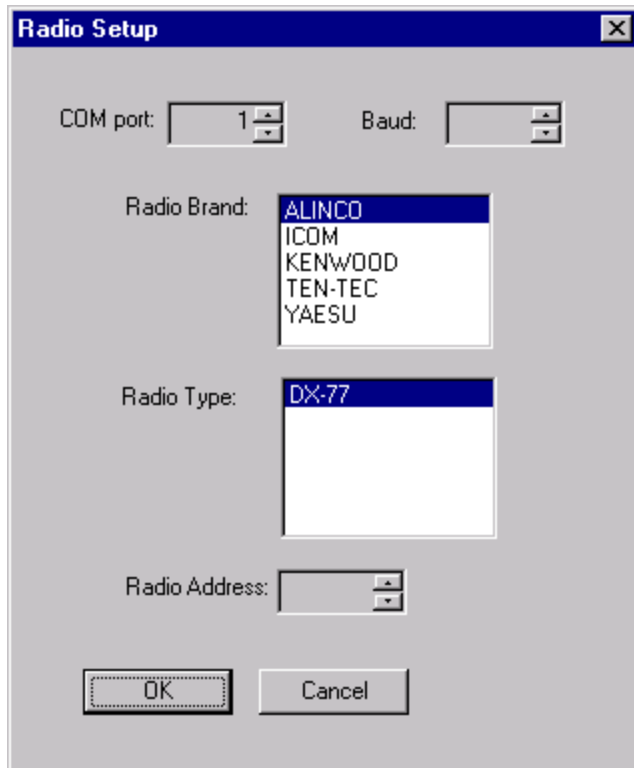 Radio Setup
COM port: 1 Baud:
Radio Brand:
ALINCO
ICOM
KENWOOD
TEN-TEC
YAESU
Radio Type:
DX-77
Radio Address:
OK Cancel